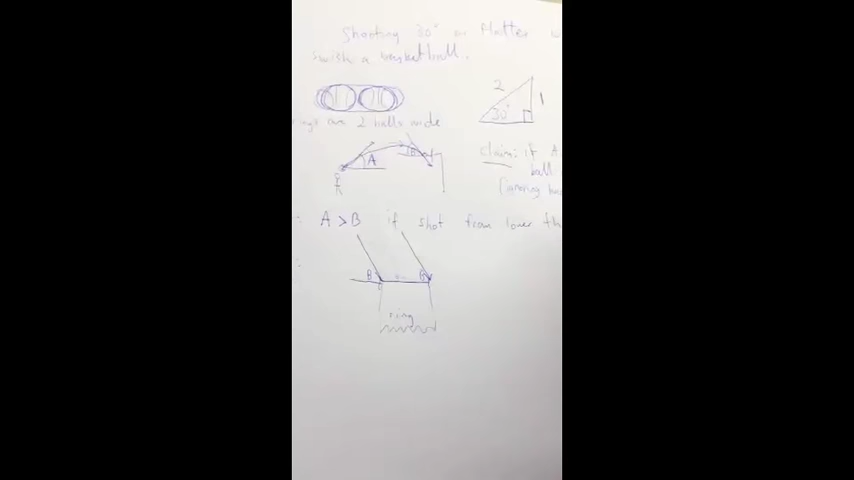 Shooting 30° or Flatter w
swish a basketball.
2
1
30°
are 2 balls wide
A
B
claim: if A
ball
(ignoring
A > B if shot from lower th
B
B
ring